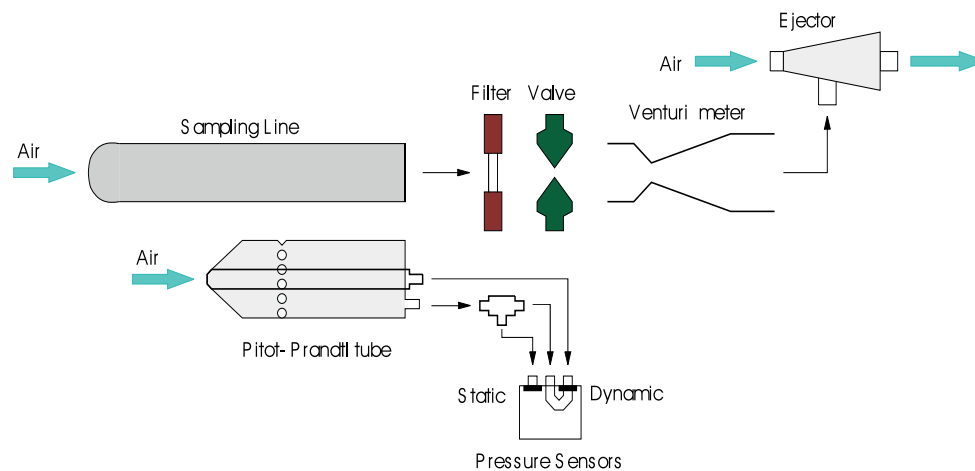 Ejector
Air
Filter
Valve
Venturi meter
Sampling Line
Air
Air
Pitot-Prandtl tube
Static
Dynamic
Pressure Sensors